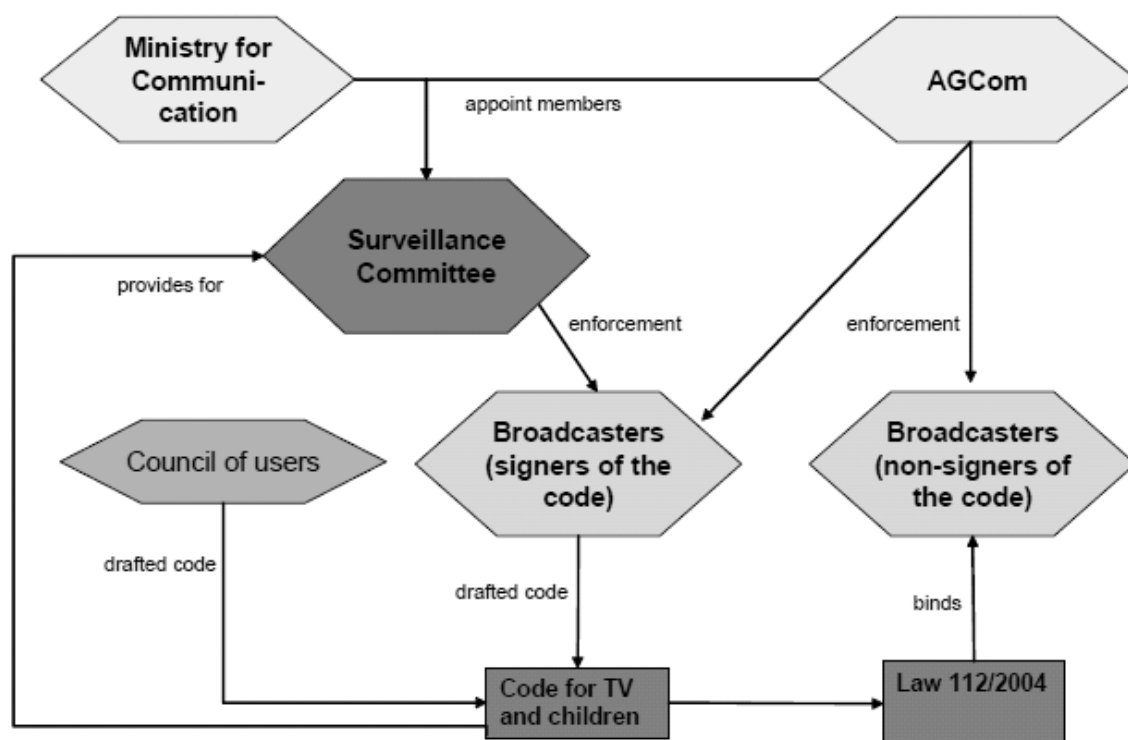 Ministry for
Communi-
cation
AGCom
appoint members
Surveillance
Committee
provides for
enforcement
enforcement
Broadcasters
(signers of the
code)
Broadcasters
(non-signers of
the code)
Council of users
drafted code
drafted code
binds
Code for TV
and children
Law 112/2004